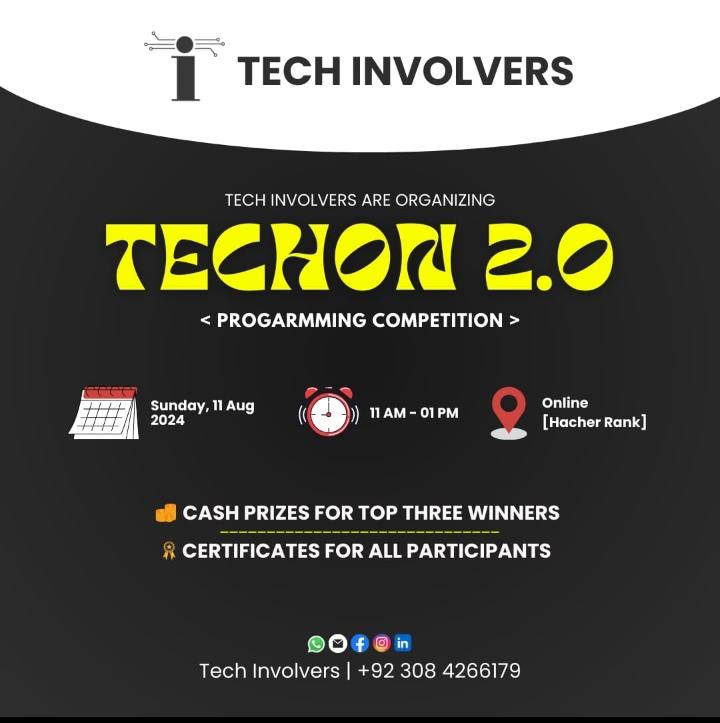 TECH INVOLVERS
TECH INVOLVERS ARE ORGANIZING
TECHON 2.0
< PROGARMMING COMPETITION >
Sunday, 11 Aug
2024
11 AM - 01 PM
Online
[Hacher Rank]
CASH PRIZES FOR TOP THREE WINNERS
CERTIFICATES FOR ALL PARTICIPANTS
Tech Involvers | +92 308 4266179